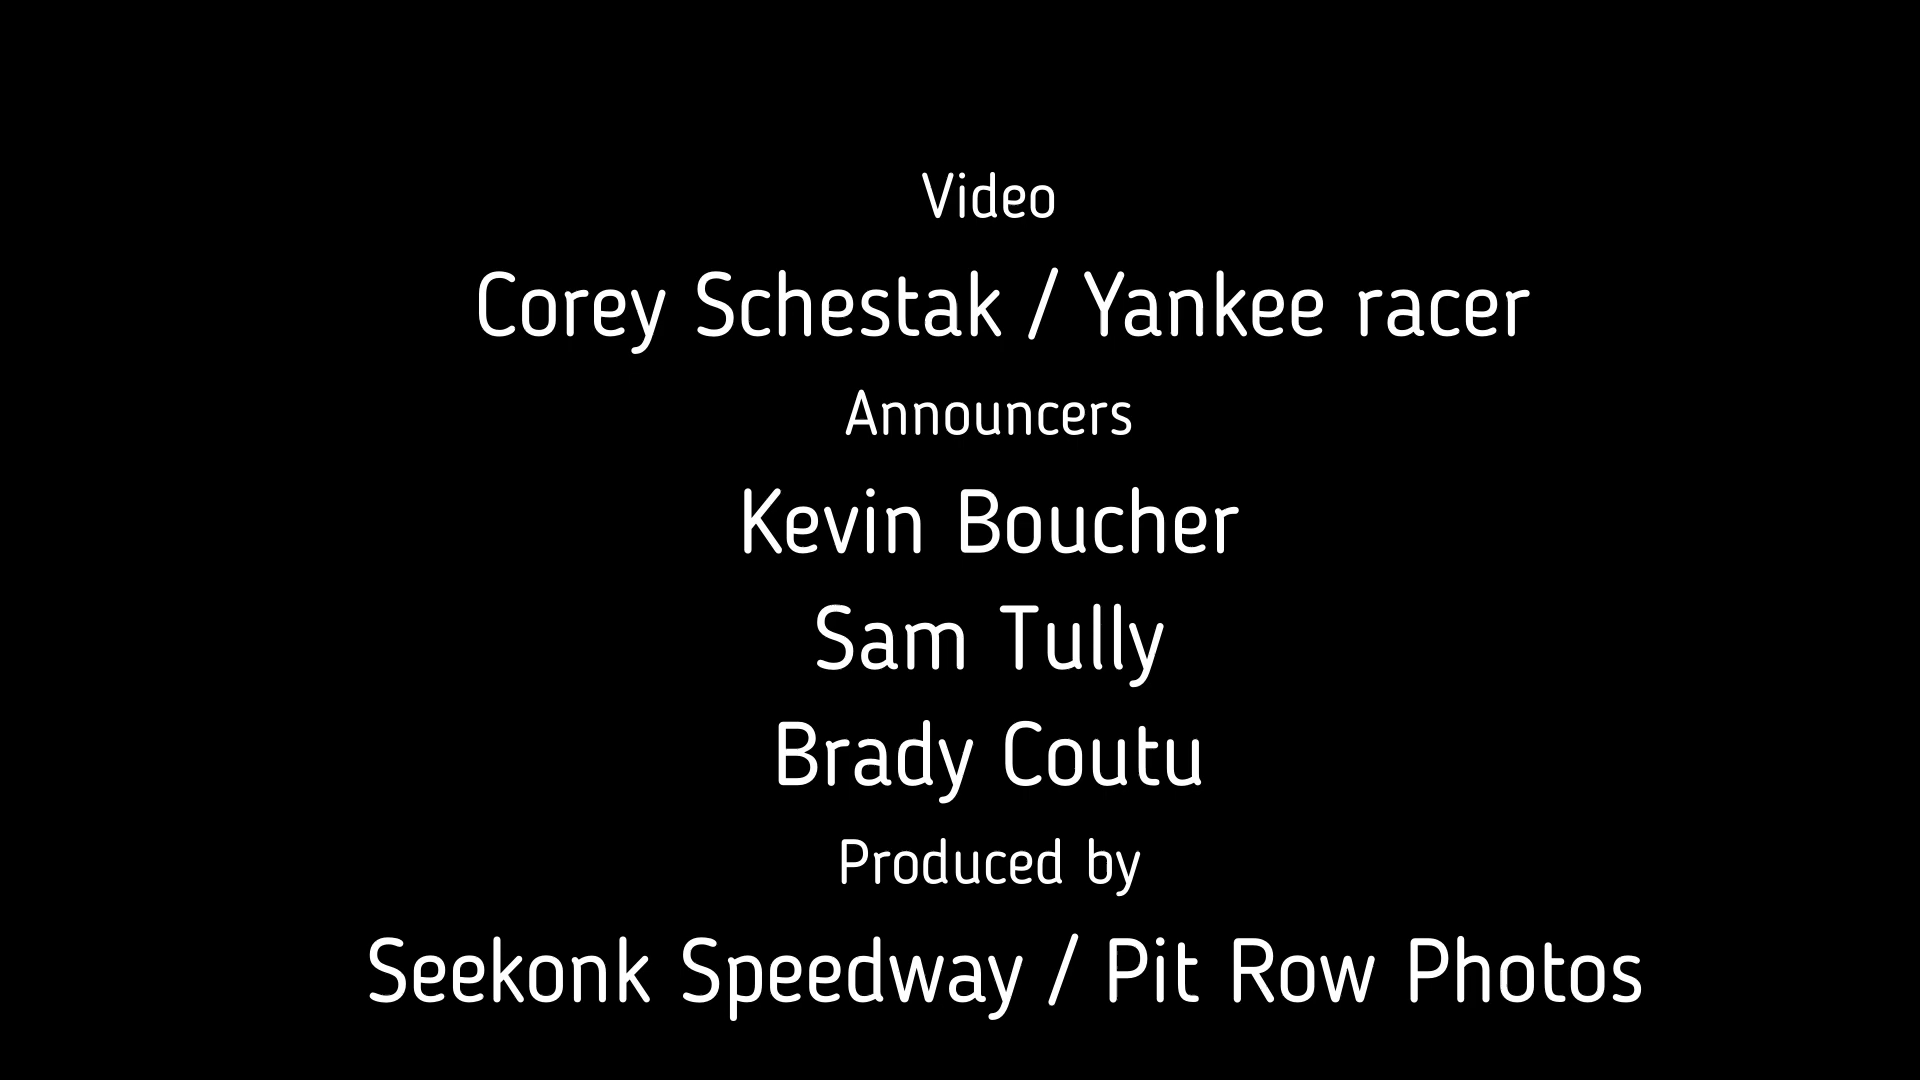 Video
Corey Schestak / Yankee racer
Announcers
Kevin Boucher
Sam Tully
Brady Coutu
Produced by
Seekonk Speedway / Pit Row Photos